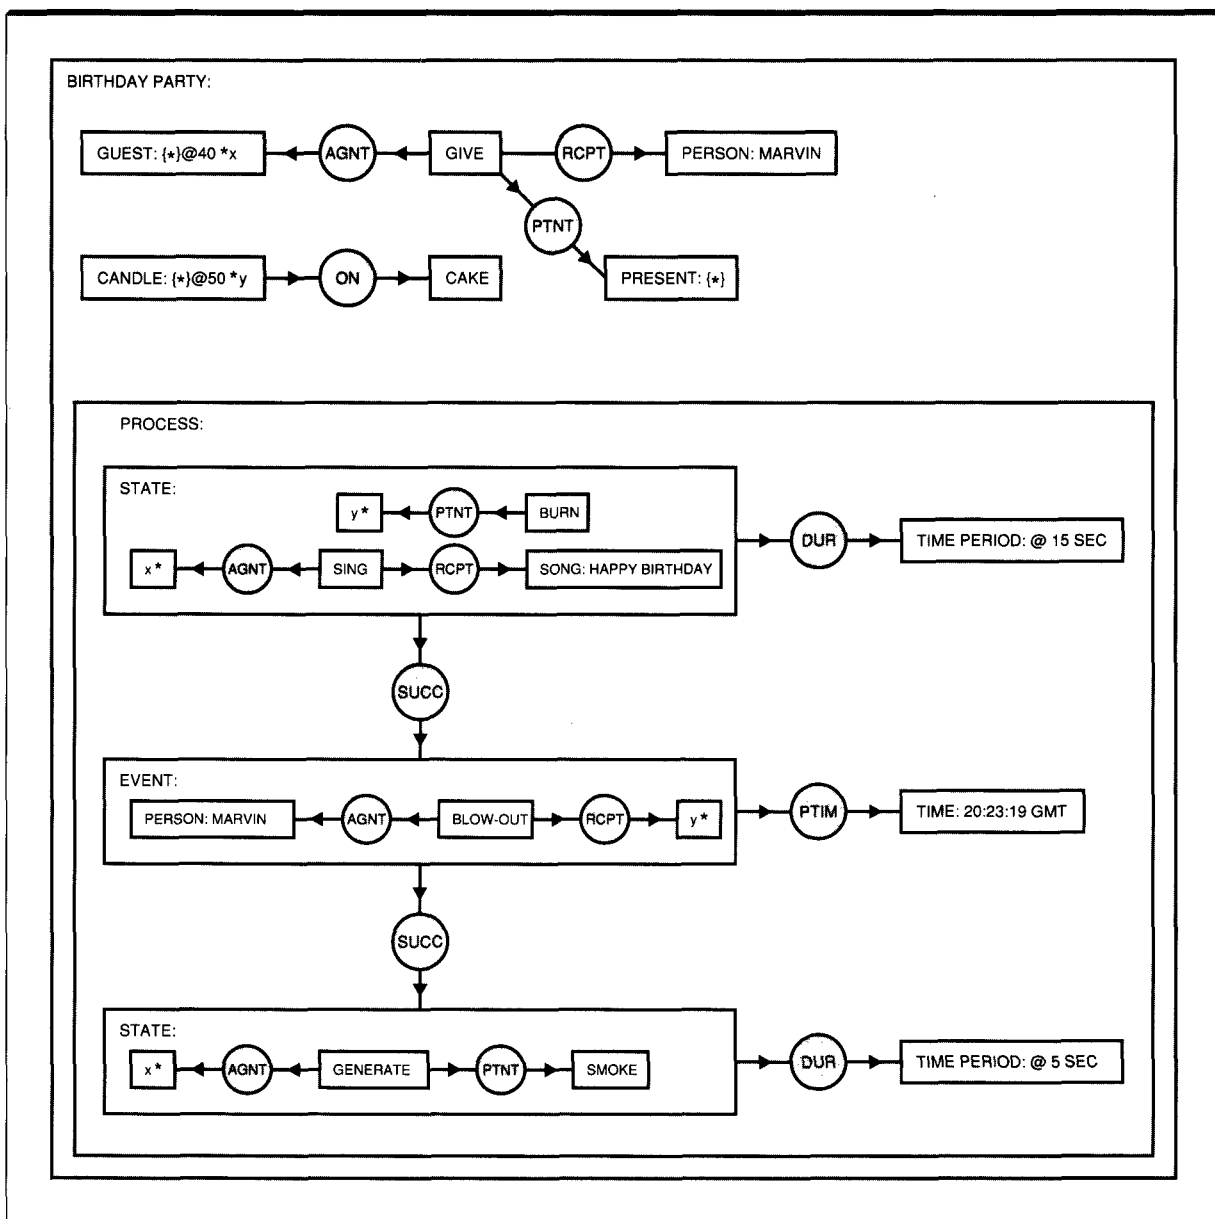 BIRTHDAY PARTY:
GUEST: {*}@40 *x AGNT GIVE RCPT PERSON: MARVIN
PTNT
CANDLE: {*}@50 *y ON CAKE PRESENT: {*}
PROCESS:
STATE:
y* PTNT BURN
DUR TIME PERIOD: @ 15 SEC
x* AGNT SING RCPT SONG: HAPPY BIRTHDAY
SUCC
EVENT:
PERSON: MARVIN AGNT BLOW-OUT RCPT y* PTIM TIME: 20:23:19 GMT
SUCC
STATE:
x* AGNT GENERATE PTNT SMOKE DUR TIME PERIOD: @ 5 SEC